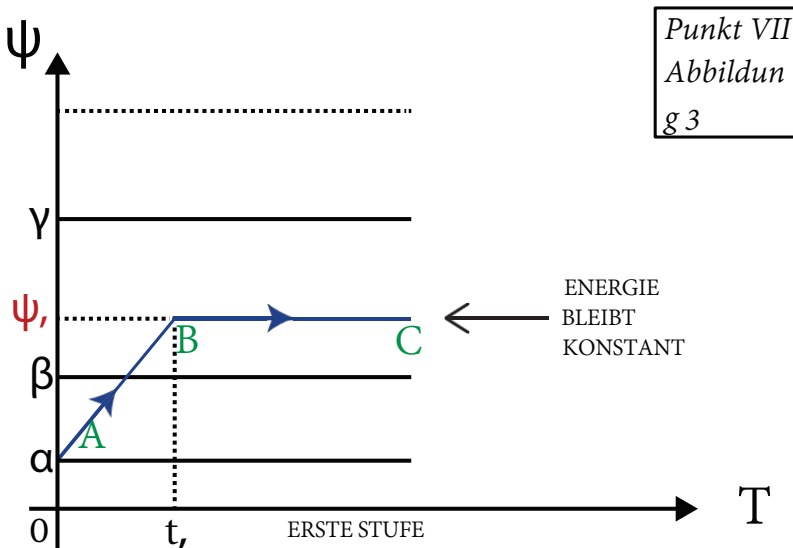 Ψ
Punkt VII
Abbildun
g 3
γ
ψ,
B
C
ENERGIE
BLEIBT
KONSTANT
β
A
α
T
0
t,
ERSTE STUFE